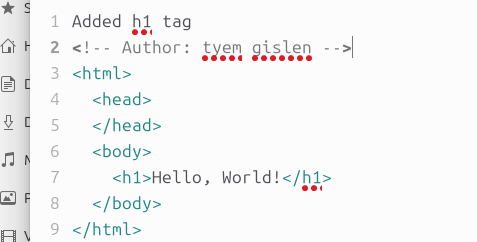 1 Added h1 tag
2 <!-- Author: tyem gislen -->
3 <html>
4 <head>
5 </head>
6 <body>
7 <h1>Hello, World!</h1>
8 </body>
9 </html>